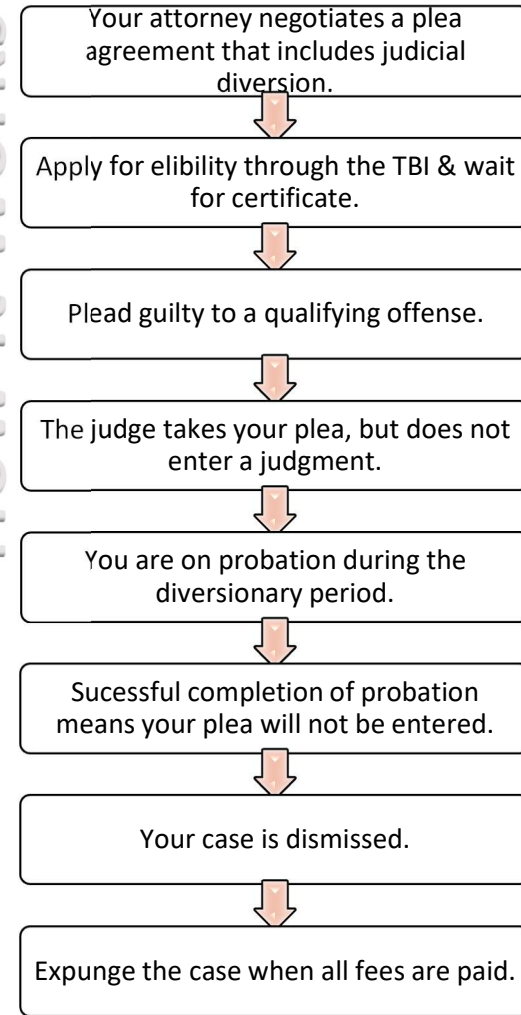 Your attorney negotiates a plea
agreement that includes judicial
diversion.
Apply for elibility through the TBI & wait
for certificate.
Plead guilty to a qualifying offense.
The judge takes your plea, but does not
enter a judgment.
You are on probation during the
diversionary period.
Sucessful completion of probation
means your plea will not be entered.
Your case is dismissed.
Expunge the case when all fees are paid.